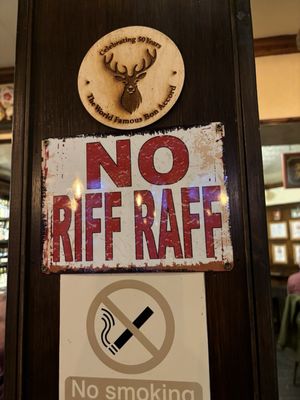 Celebrating 50 Years
The World Famous Bon Accord
NO
RIFF RAFF
No smoking